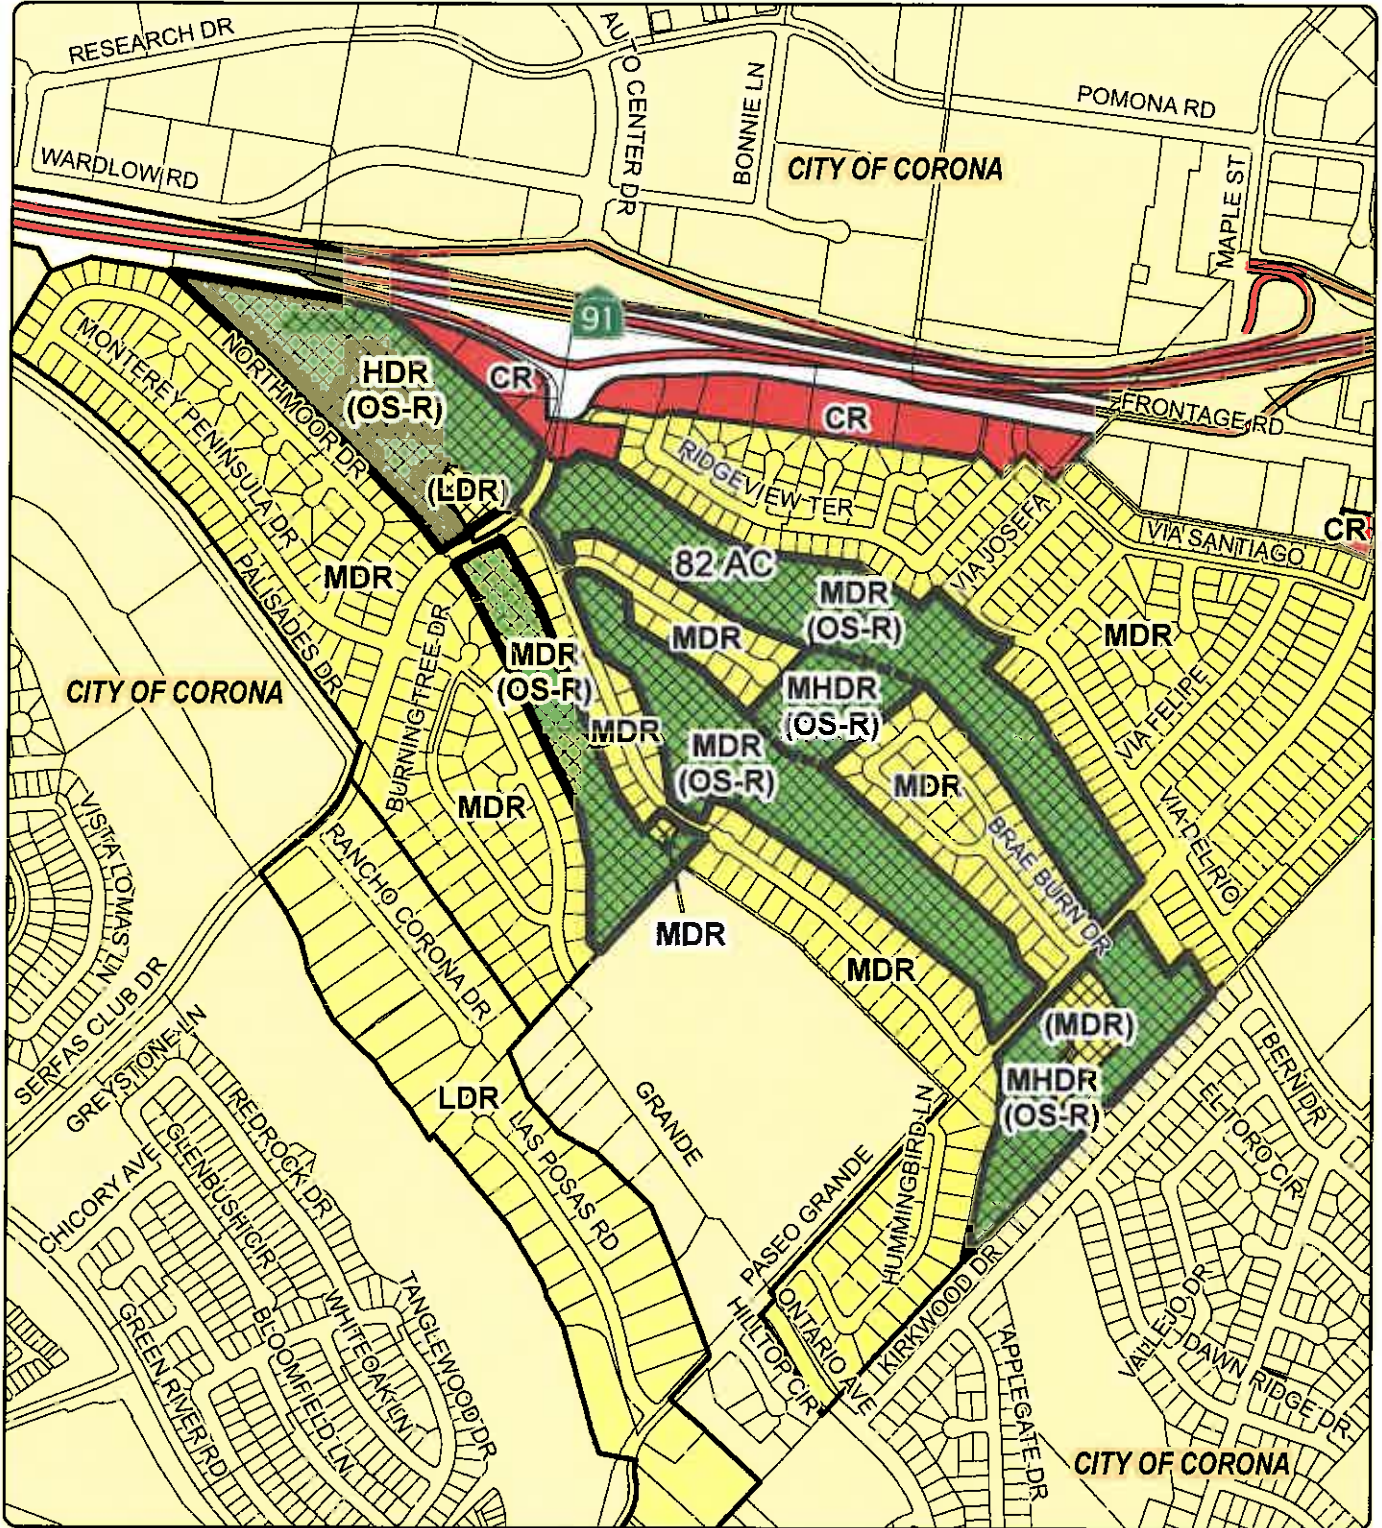 RESEARCH DR
AUTO CENTER DR
BONNIE LN
POMONA RD
WARDLOW RD
CITY OF CORONA
MAPLE ST
91
MONTEREY PENINSULA DR
NORTHMOOR DR
HDR
(OS-R)
CR
CR
FRONTAGE RD
RIDGEVIEW TER
(LDR)
CR
VIA SANTIAGO
VIA JOSEFA
82 AC
PALISADES DR
MDR
MDR
(OS-R)
MDR
MDR
BURNING TREE DR
MDR
(OS-R)
CITY OF CORONA
MHDR
(OS-R)
VIA FELIPE
MDR
MDR
(OS-R)
MDR
MDR
VIA DEL RIO
VISTA LOMAS LN
RANCHO CORONA DR
BRAE BURN DR
MDR
MDR
SERFAS CLUB DR
GREYSTONE LN
(MDR)
MHDR
(OS-R)
BERN DR
LDR
GRANDE
EL TORO CIR
REDROCK DR
LAS POSAS RD
HUMMINGBIRD LN
CHICORY AVE
GLENBUSH CIR
PASEO GRANDE
GREEN RIVER RD
BLOOMFIELD LN
WHITEOAK LN
TANGLEWOOD DR
HILLTOP CIR
ONTARIO AVE
KIRKWOOD DR
APPLEGATE DR
VALLEJO DR
DAWN RIDGE DR
CITY OF CORONA